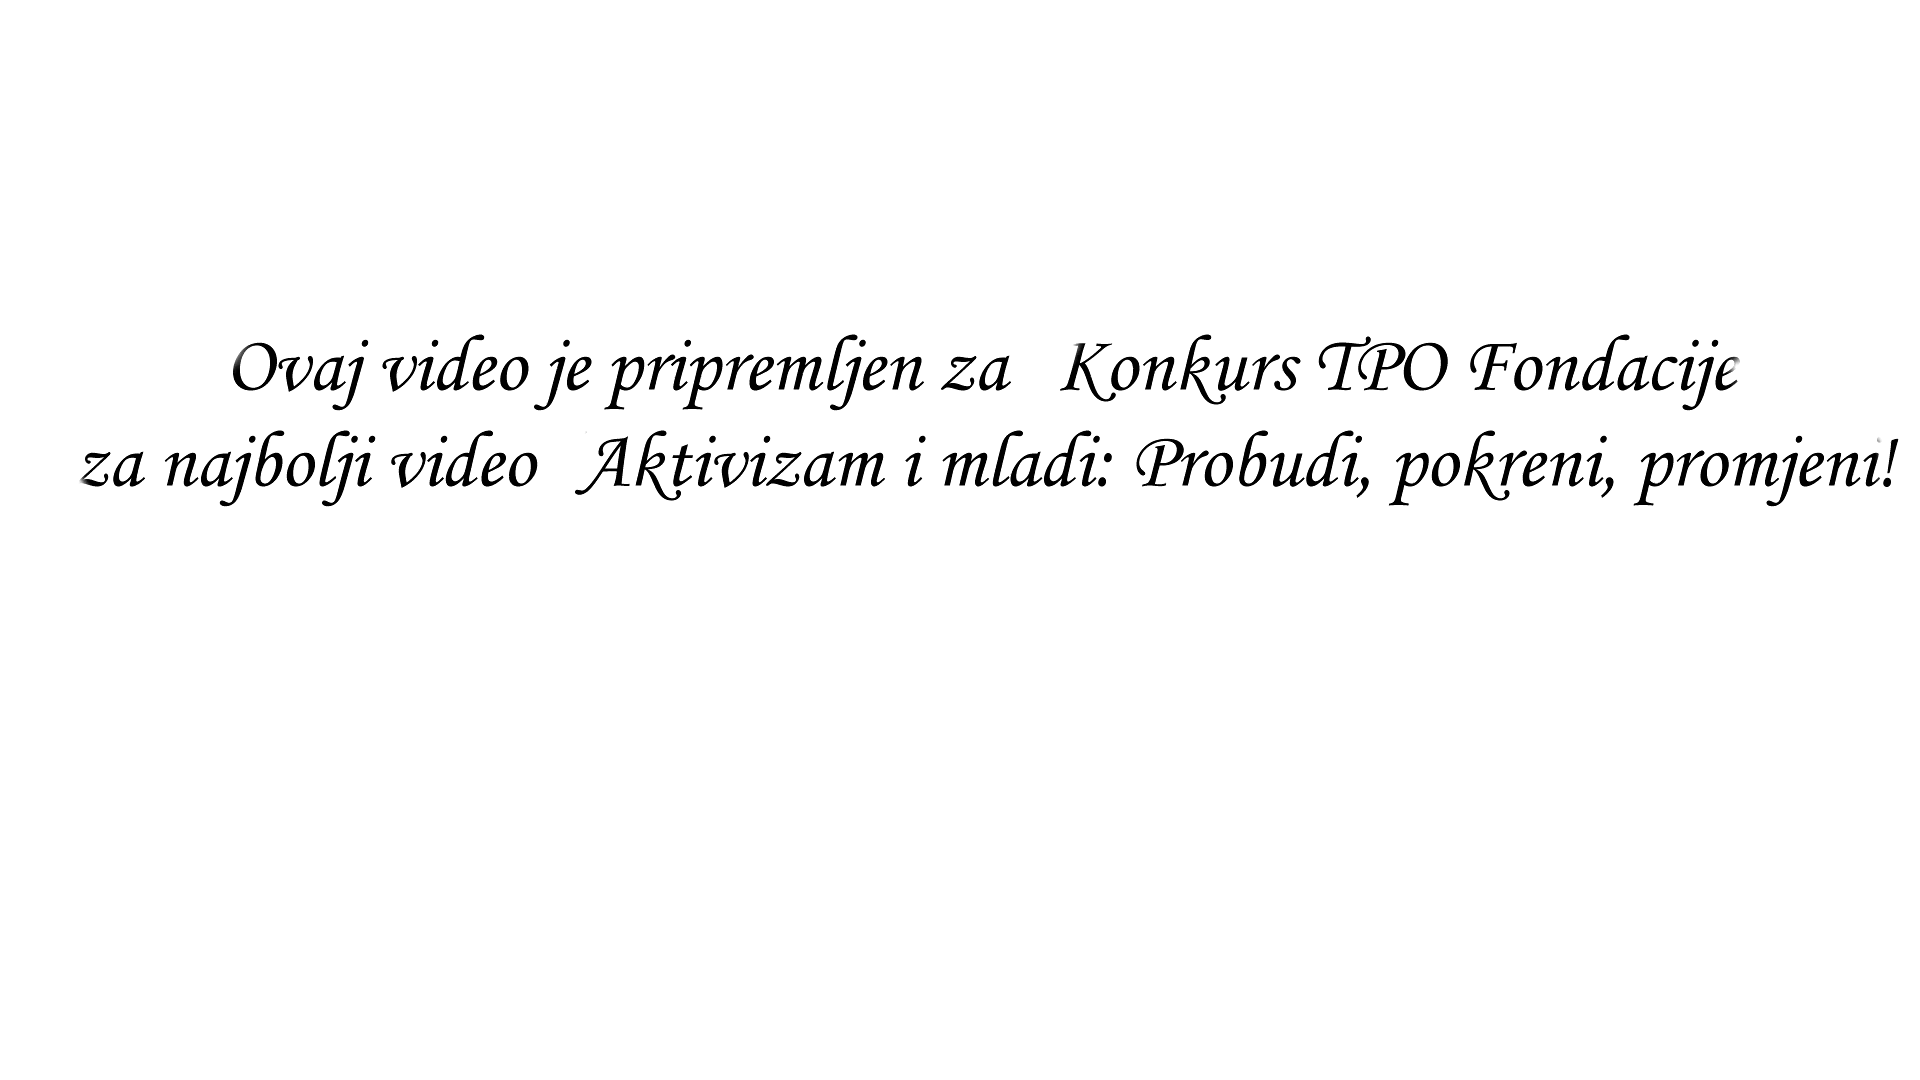 Ovaj video je pripremljen za Konkurs TPO Fondacije
za najbolji video Aktivizam i mladi: Probudi, pokreni, promjeni!